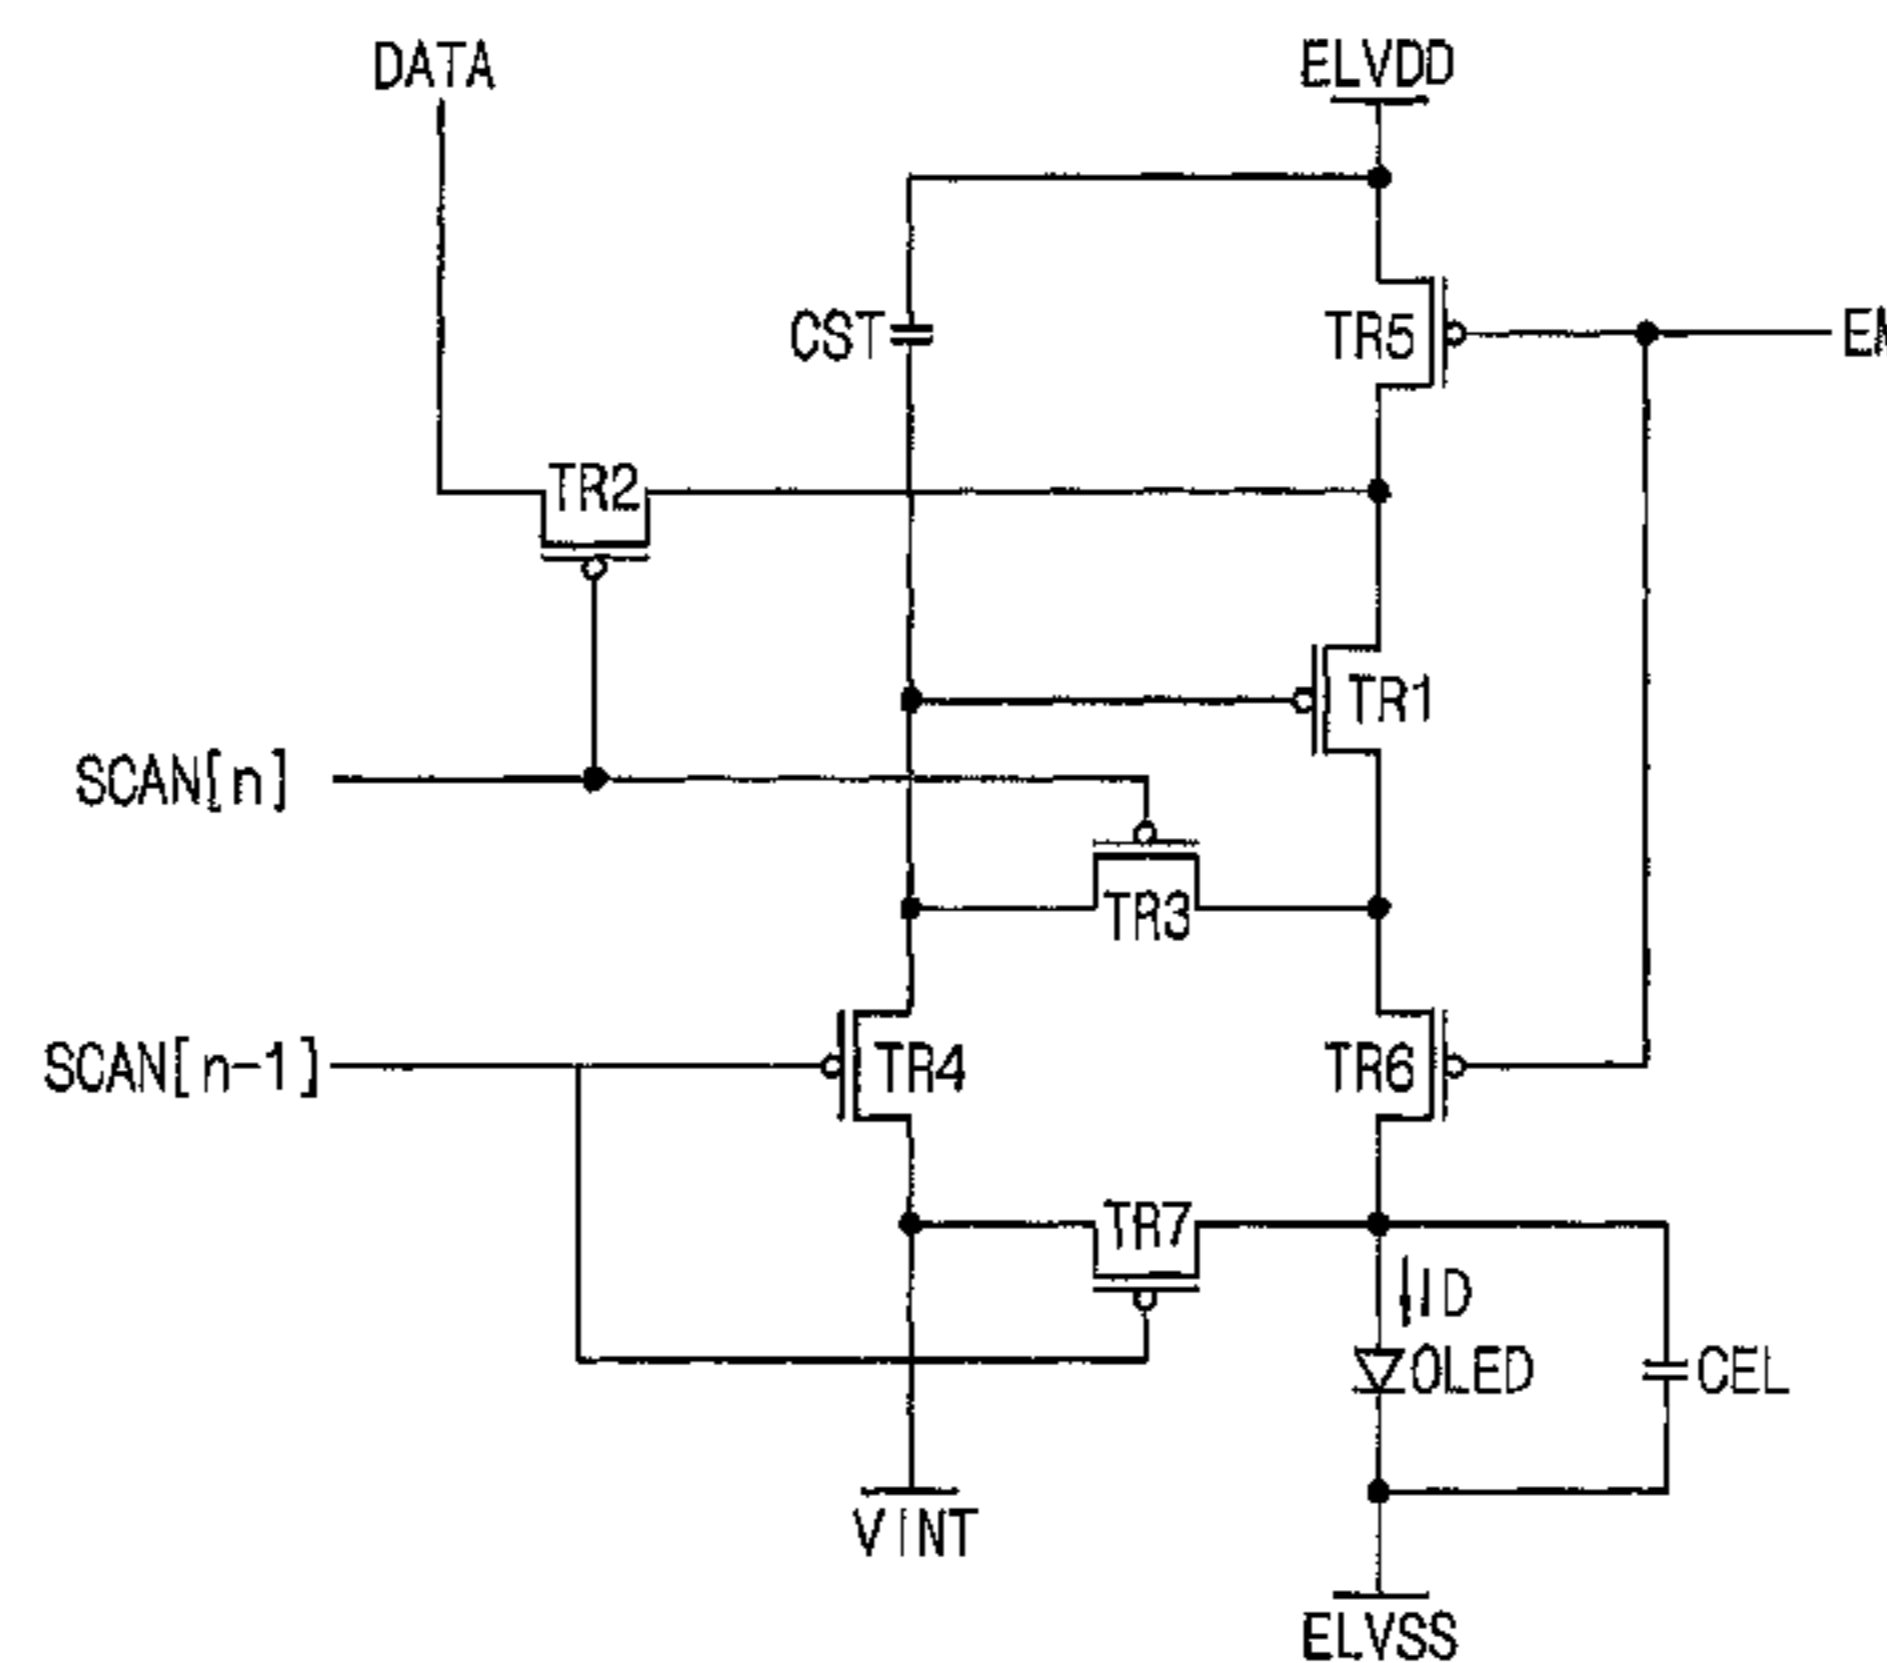 DATA
ELVDD
CST
TR5
TR2
TR1
SCAN[n]
TR3
SCAN[n-1]
TR4
TR6
TR7
ID
OLED
CEL
VINT
ELVSS